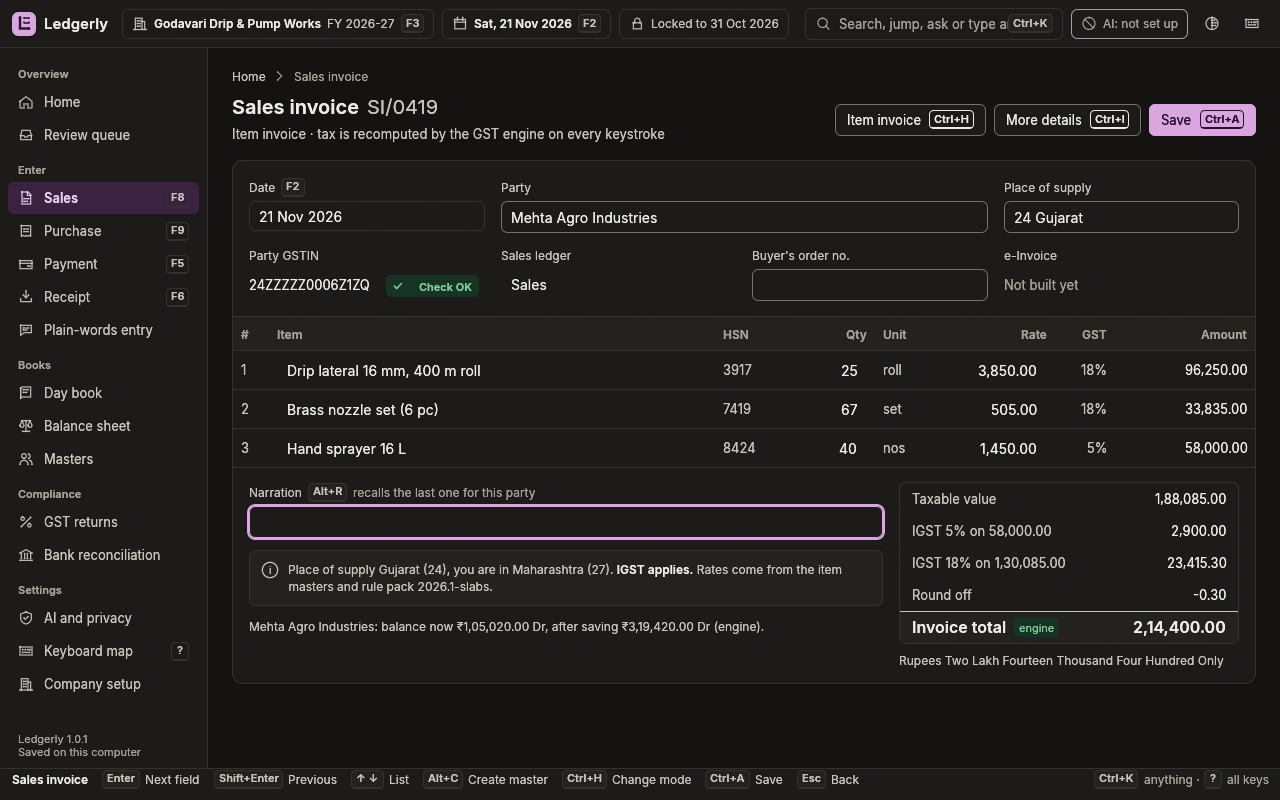 Ledgerly
Godavari Drip & Pump Works FY 2026-27 F3
Sat, 21 Nov 2026 F2
Locked to 31 Oct 2026
Search, jump, ask or type a Ctrl+K
AI: not set up
Overview
Home
Review queue
Enter
Sales F8
Purchase F9
Payment F5
Receipt F6
Plain-words entry
Books
Day book
Balance sheet
Masters
Compliance
GST returns
Bank reconciliation
Settings
AI and privacy
Keyboard map ?
Company setup
Ledgerly 1.0.1
Saved on this computer
Home > Sales invoice
Sales invoice SI/0419
Item invoice · tax is recomputed by the GST engine on every keystroke
Item invoice Ctrl+H
More details Ctrl+I
Save Ctrl+A
Date F2
Party
Place of supply
21 Nov 2026
Mehta Agro Industries
24 Gujarat
Party GSTIN
Sales ledger
Buyer's order no.
e-Invoice
24ZZZZZ0006Z1ZQ
Check OK
Sales
Not built yet
# Item HSN Qty Unit Rate GST Amount
1 Drip lateral 16 mm, 400 m roll 3917 25 roll 3,850.00 18% 96,250.00
2 Brass nozzle set (6 pc) 7419 67 set 505.00 18% 33,835.00
3 Hand sprayer 16 L 8424 40 nos 1,450.00 5% 58,000.00
Narration Alt+R recalls the last one for this party
Place of supply Gujarat (24), you are in Maharashtra (27). IGST applies. Rates come from the item
masters and rule pack 2026.1-slabs.
Mehta Agro Industries: balance now ₹1,05,020.00 Dr, after saving ₹3,19,420.00 Dr (engine).
Taxable value 1,88,085.00
IGST 5% on 58,000.00 2,900.00
IGST 18% on 1,30,085.00 23,415.30
Round off -0.30
Invoice total engine 2,14,400.00
Rupees Two Lakh Fourteen Thousand Four Hundred Only
Sales invoice Enter Next field Shift+Enter Previous ↑ ↓ List Alt+C Create master Ctrl+H Change mode Ctrl+A Save Esc Back Ctrl+K anything · ? all keys